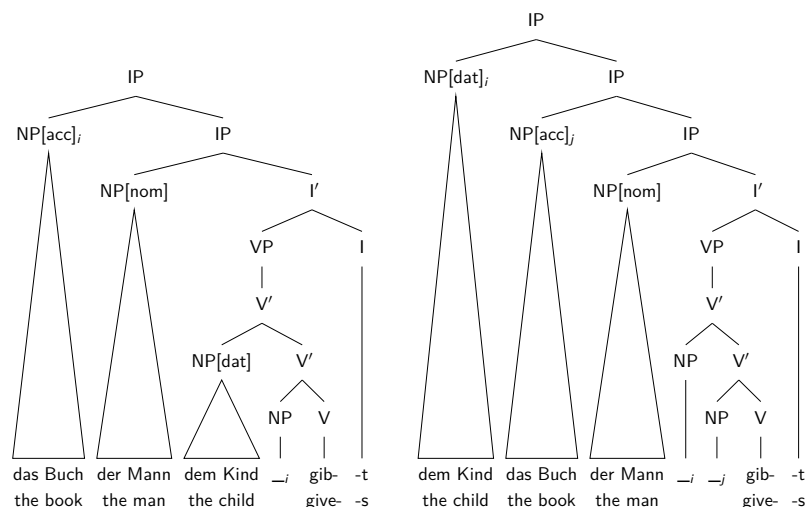 IP
NP[acc]i IP
NP[nom] I′
VP I
V′
NP[dat] V′
NP V
das Buch der Mann dem Kind _i gib- -t
the book the man the child give- -s
IP
NP[dat]i IP
NP[acc]j IP
NP[nom] I′
VP I
V′
NP V′
NP V
dem Kind das Buch der Mann _i _j gib- -t
the child the book the man give- -s